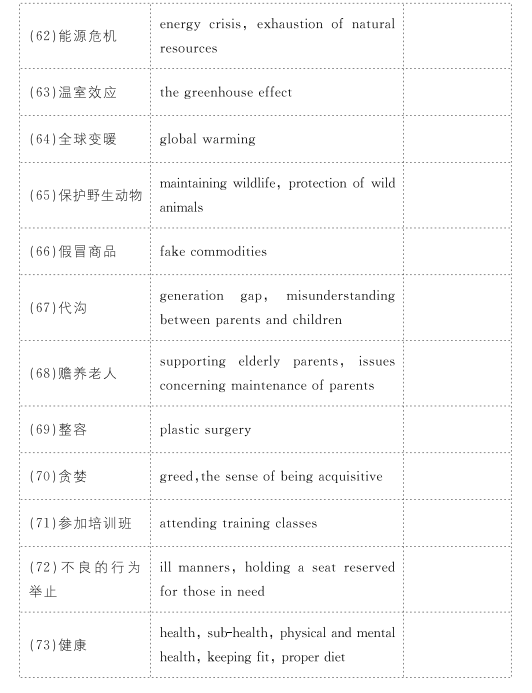 (62)能源危机
energy crisis, exhaustion of natural
resources
(63)温室效应
the greenhouse effect
(64)全球变暖
global warming
(65)保护野生动物
maintaining wildlife, protection of wild
animals
(66)假冒商品
fake commodities
(67)代沟
generation gap, misunderstanding
between parents and children
(68)赡养老人
supporting elderly parents, issues
concerning maintenance of parents
(69)整容
plastic surgery
(70)贪婪
greed,the sense of being acquisitive
(71)参加培训班
attending training classes
(72)不良的行为
举止
ill manners, holding a seat reserved
for those in need
(73)健康
health, sub-health, physical and mental
health, keeping fit, proper diet